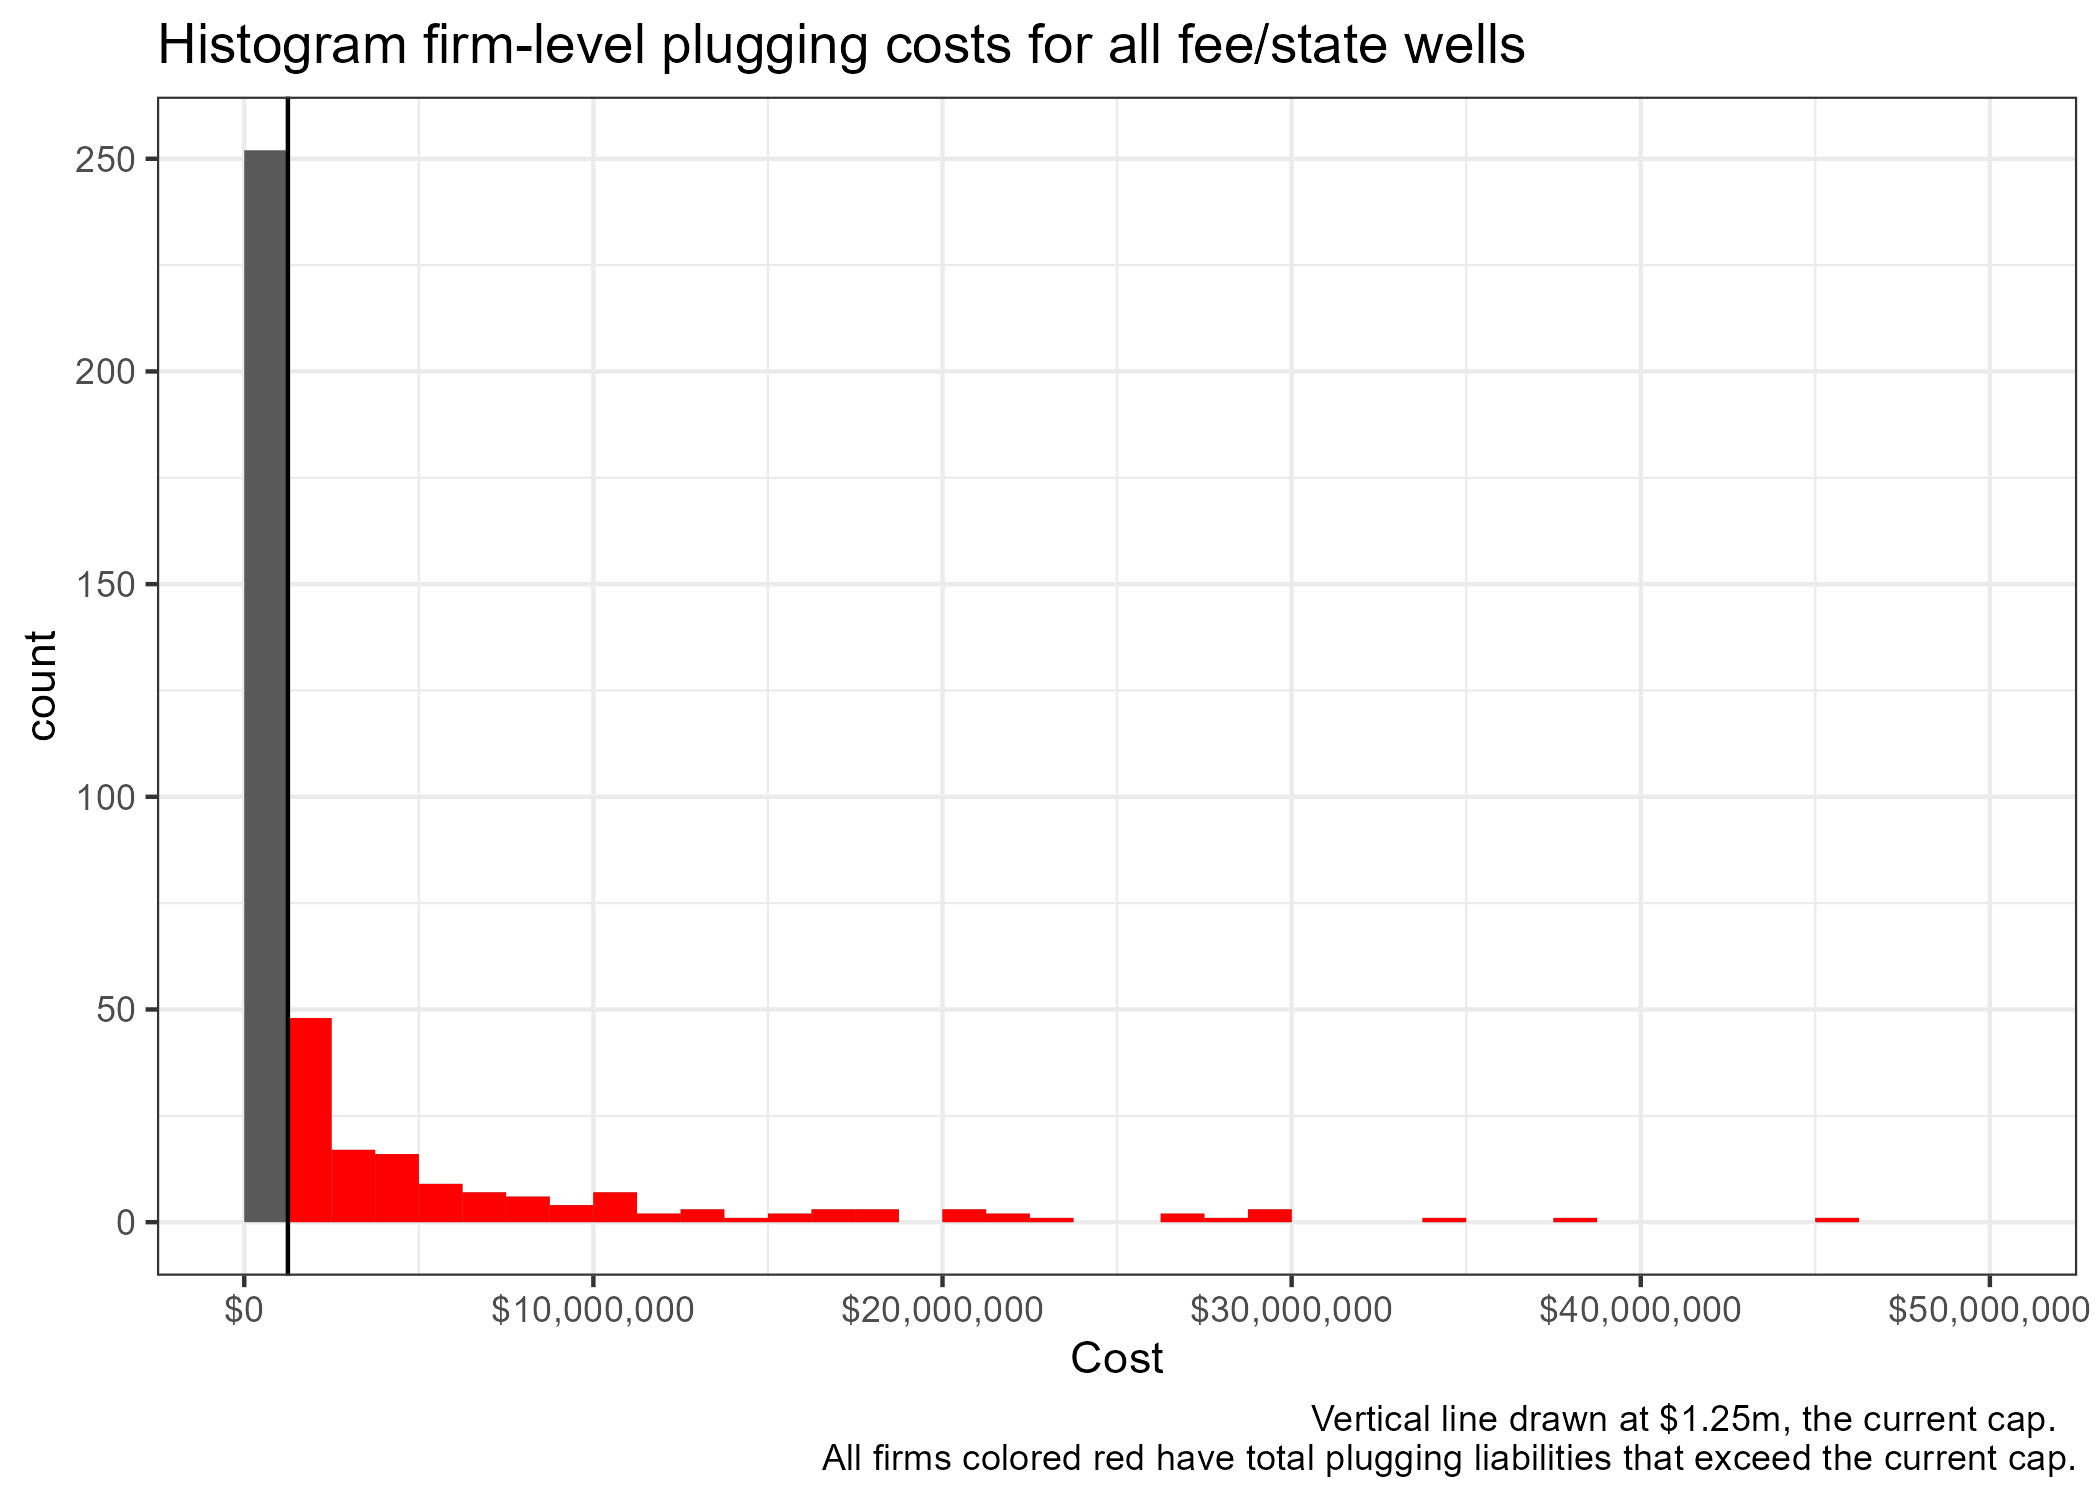 Histogram firm-level plugging costs for all fee/state wells
250
200
150
100
50
0
count
$0 $10,000,000 $20,000,000 $30,000,000 $40,000,000 $50,000,000
Cost
Vertical line drawn at $1.25m, the current cap.
All firms colored red have total plugging liabilities that exceed the current cap.